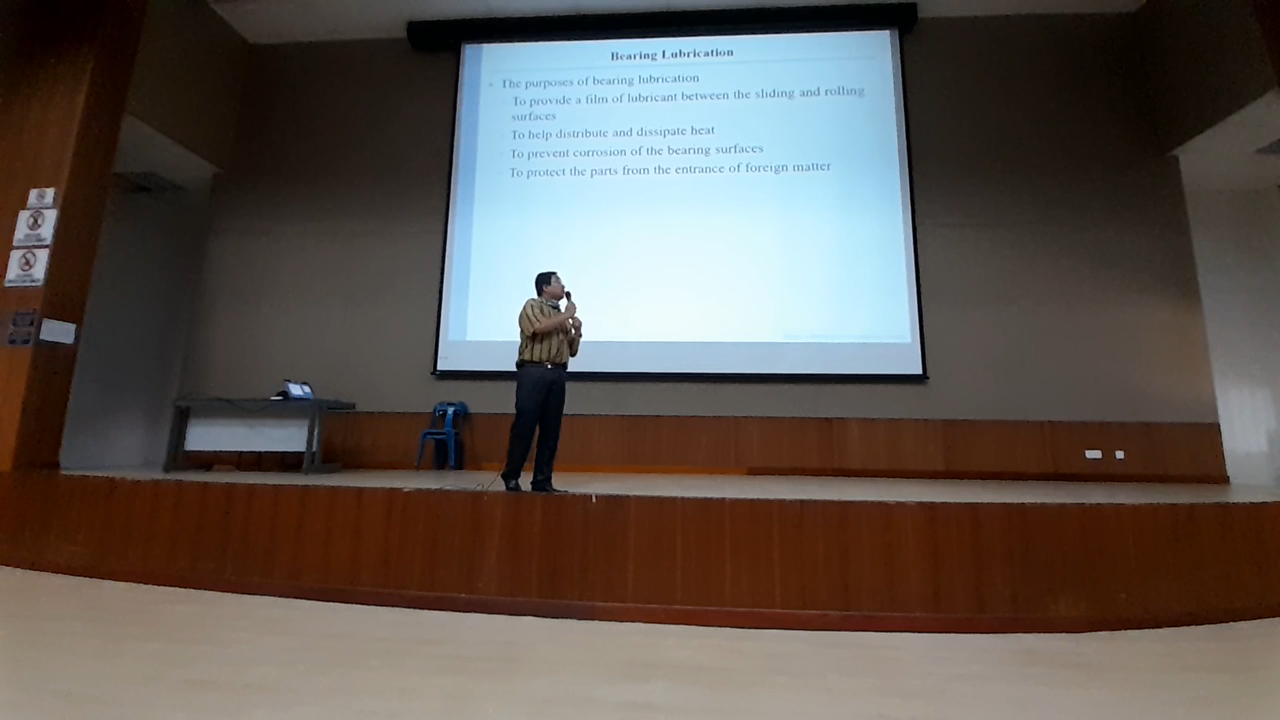 Bearing Lubrication
The purposes of bearing lubrication
To provide a film of lubricant between the sliding and rolling
surfaces
To help distribute and dissipate heat
To prevent corrosion of the bearing surfaces
To protect the parts from the entrance of foreign matter